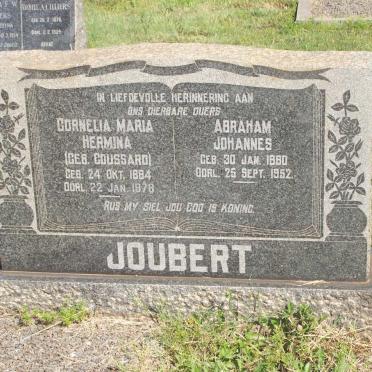 IN LIEFDEVOLLE HERINNERING AAN
ONS DIERBARE OUERS
CORNELIA MARIA
HERMINA
(GEB. COUSSARD)
GEB. 24 OKT. 1884
OORL. 22 JAN. 1978
ABRAHAM
JOHANNES
GEB. 30 JAN. 1880
OORL. 25 SEPT. 1952.
RUS MY SIEL JOU GOD IS KONING.
JOUBERT